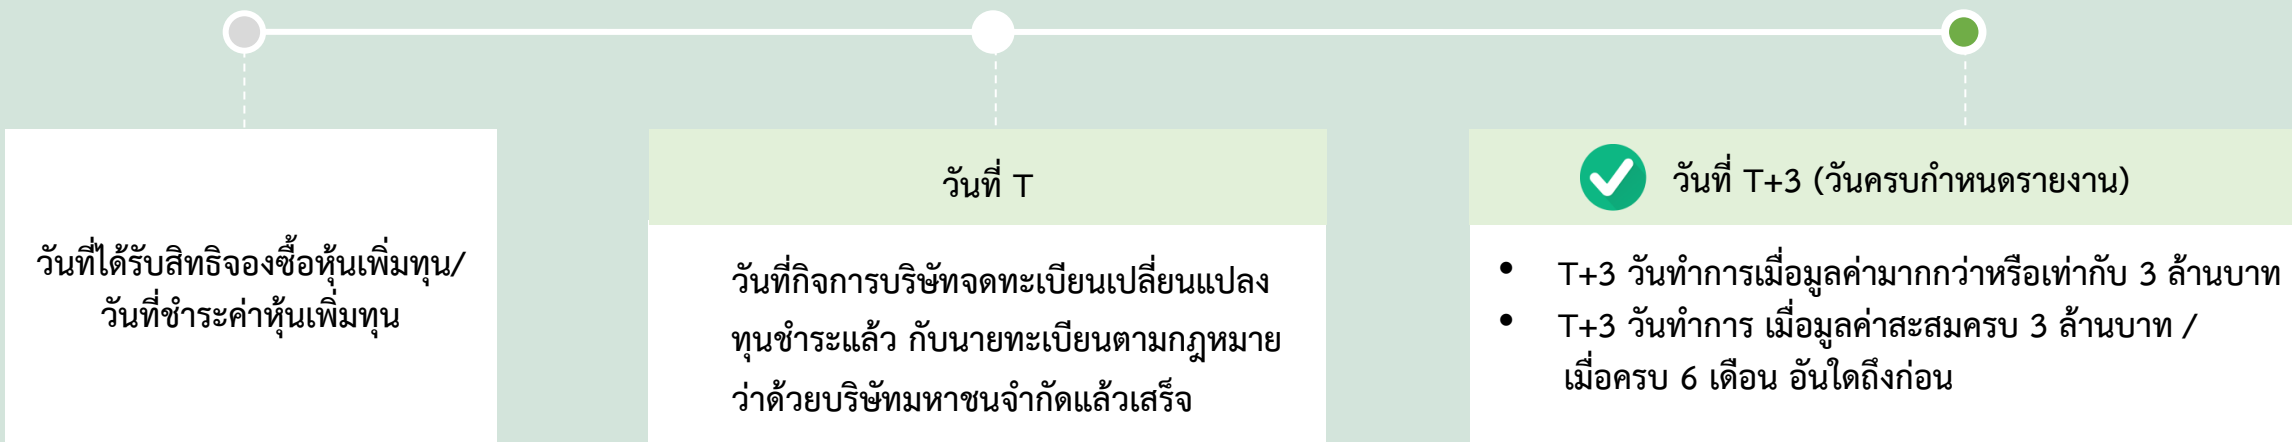 วันที่ได้รับสิทธิจองซื้อหุ้นเพิ่มทุน/
วันที่ชำระค่าหุ้นเพิ่มทุน
วันที่ T
วันที่กิจการบริษัทจดทะเบียนเปลี่ยนแปลง
ทุนชำระแล้ว กับนายทะเบียนตามกฎหมาย
ว่าด้วยบริษัทมหาชนจำกัดแล้วเสร็จ
วันที่ T+3 (วันครบกำหนดรายงาน)
• T+3 วันทำการเมื่อมูลค่ามากกว่าหรือเท่ากับ 3 ล้านบาท
• T+3 วันทำการ เมื่อมูลค่าสะสมครบ 3 ล้านบาท /
เมื่อครบ 6 เดือน อันใดถึงก่อน